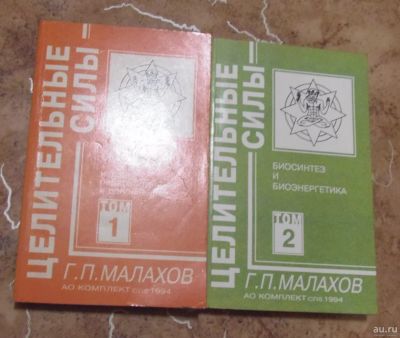 ЦЕЛИТЕЛЬНЫЕ
СИЛЫ
ТОМ
1
Г.П.МАЛАХОВ
АО КОМПЛЕКТ СПБ 1994
ЦЕЛИТЕЛЬНЫЕ
СИЛЫ
БИОСИНТЕЗ
И
БИОЭНЕРГЕТИКА
ТОМ
2
Г.П.МАЛАХОВ
АО КОМПЛЕКТ СПБ 1994
au.ru